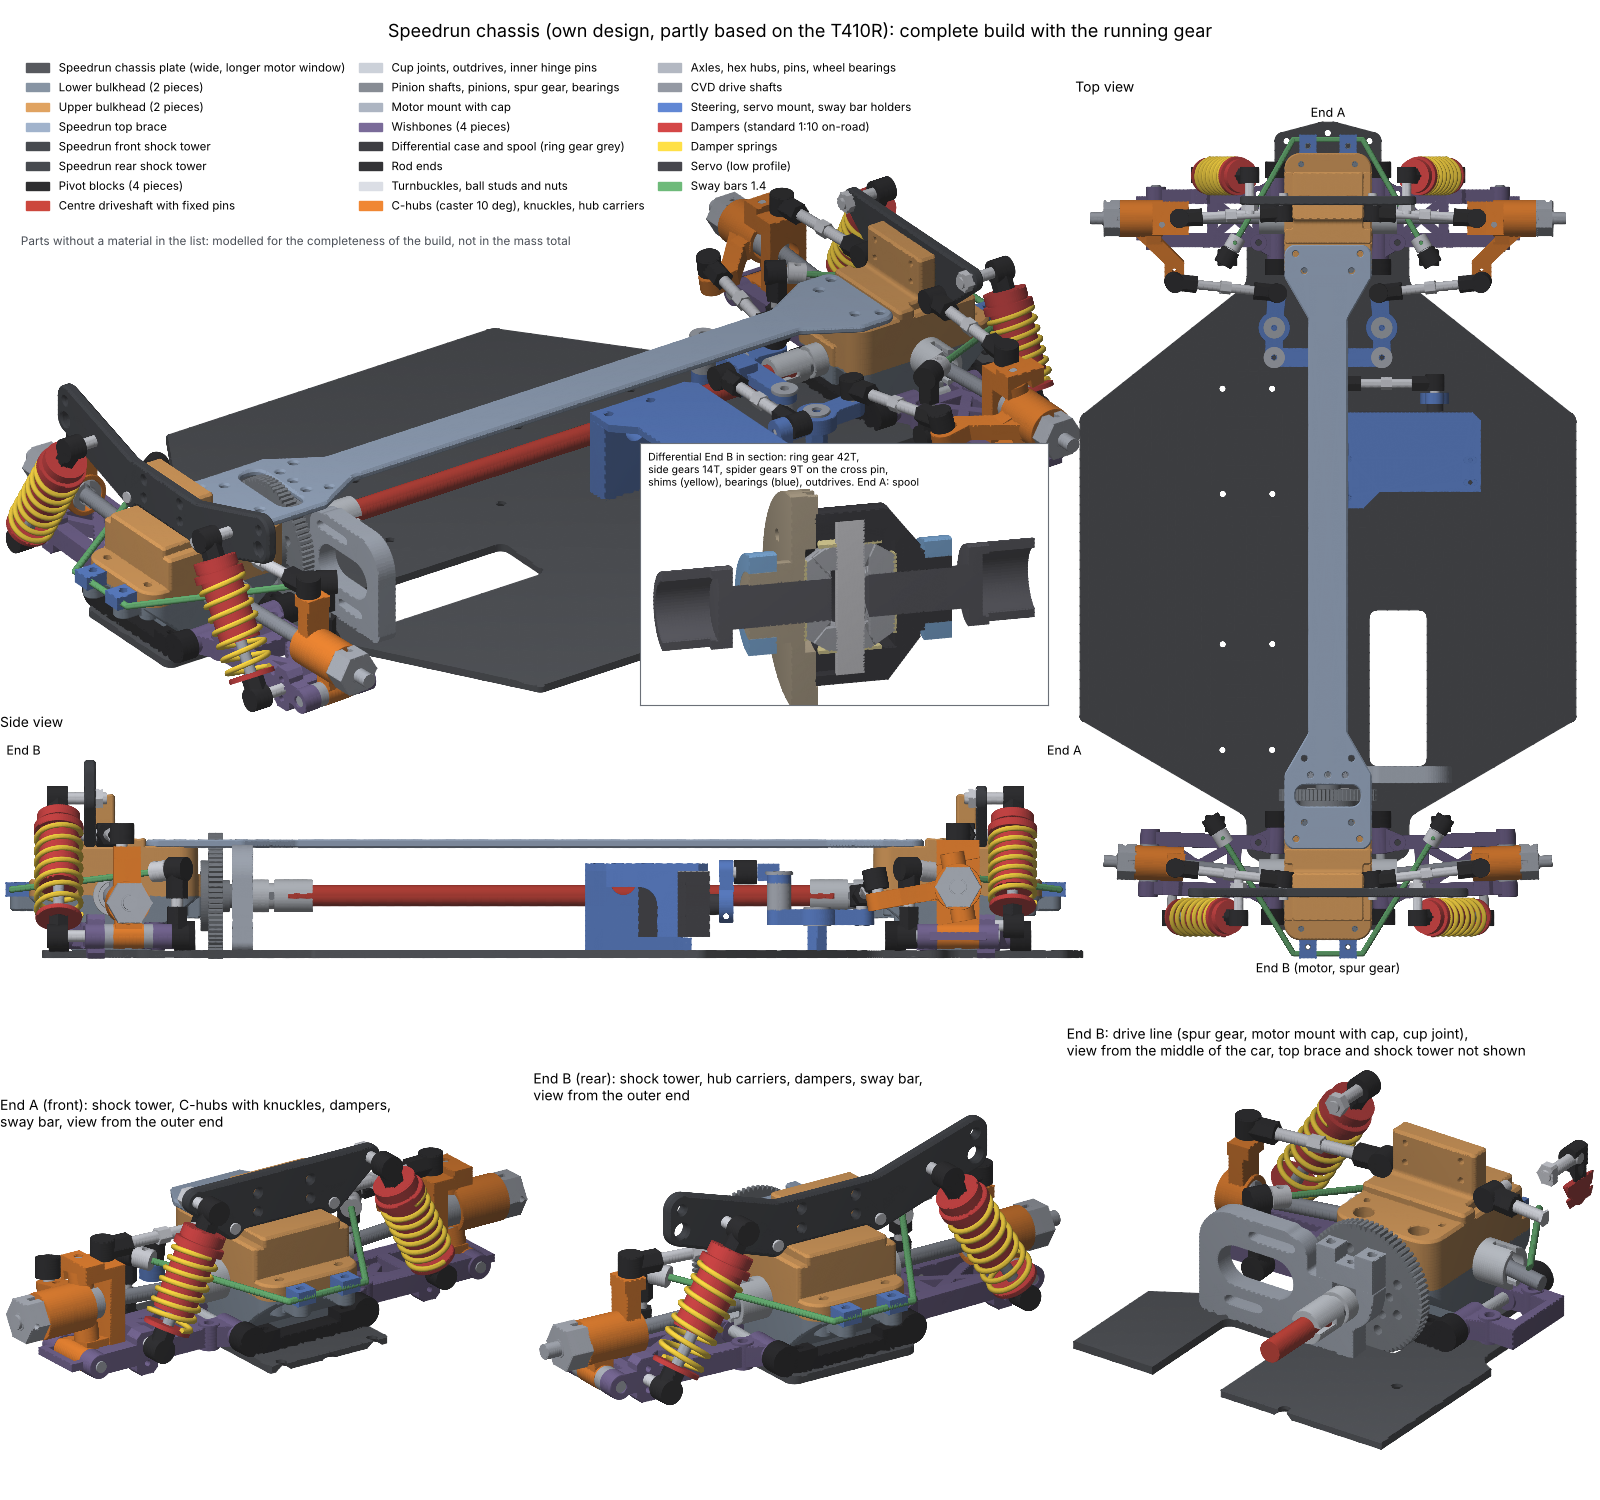 Speedrun chassis (own design, partly based on the T410R): complete build with the running gear
Speedrun chassis plate (wide, longer motor window)
Lower bulkhead (2 pieces)
Upper bulkhead (2 pieces)
Speedrun top brace
Speedrun front shock tower
Speedrun rear shock tower
Pivot blocks (4 pieces)
Centre driveshaft with fixed pins
Cup joints, outdrives, inner hinge pins
Pinion shafts, pinions, spur gear, bearings
Motor mount with cap
Wishbones (4 pieces)
Differential case and spool (ring gear grey)
Rod ends
Turnbuckles, ball studs and nuts
C-hubs (caster 10 deg), knuckles, hub carriers
Axles, hex hubs, pins, wheel bearings
CVD drive shafts
Steering, servo mount, sway bar holders
Dampers (standard 1:10 on-road)
Damper springs
Servo (low profile)
Sway bars 1.4
Parts without a material in the list: modelled for the completeness of the build, not in the mass total
Top view
End A
End B (motor, spur gear)
Differential End B in section: ring gear 42T,
side gears 14T, spider gears 9T on the cross pin,
shims (yellow), bearings (blue), outdrives. End A: spool
Side view
End B
End A
End A (front): shock tower, C-hubs with knuckles, dampers,
sway bar, view from the outer end
End B (rear): shock tower, hub carriers, dampers, sway bar,
view from the outer end
End B: drive line (spur gear, motor mount with cap, cup joint),
view from the middle of the car, top brace and shock tower not shown